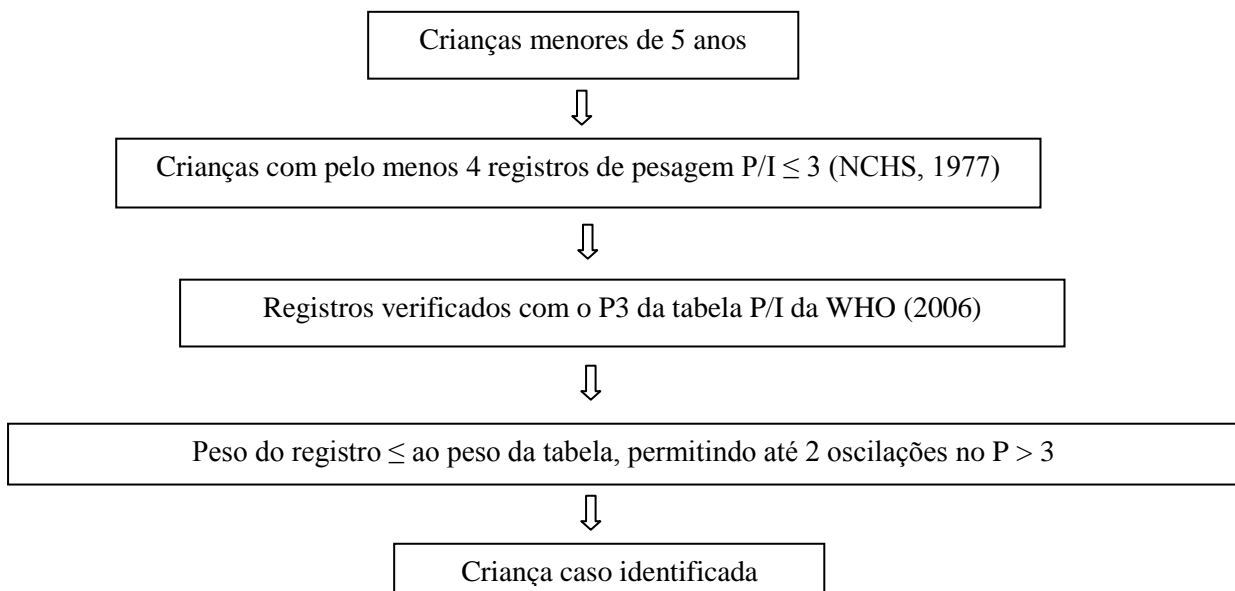 Crianças menores de 5 anos
Crianças com pelo menos 4 registros de pesagem P/I ≤ 3 (NCHS, 1977)
Registros verificados com o P3 da tabela P/I da WHO (2006)
Peso do registro ≤ ao peso da tabela, permitindo até 2 oscilações no P > 3
Criança caso identificada